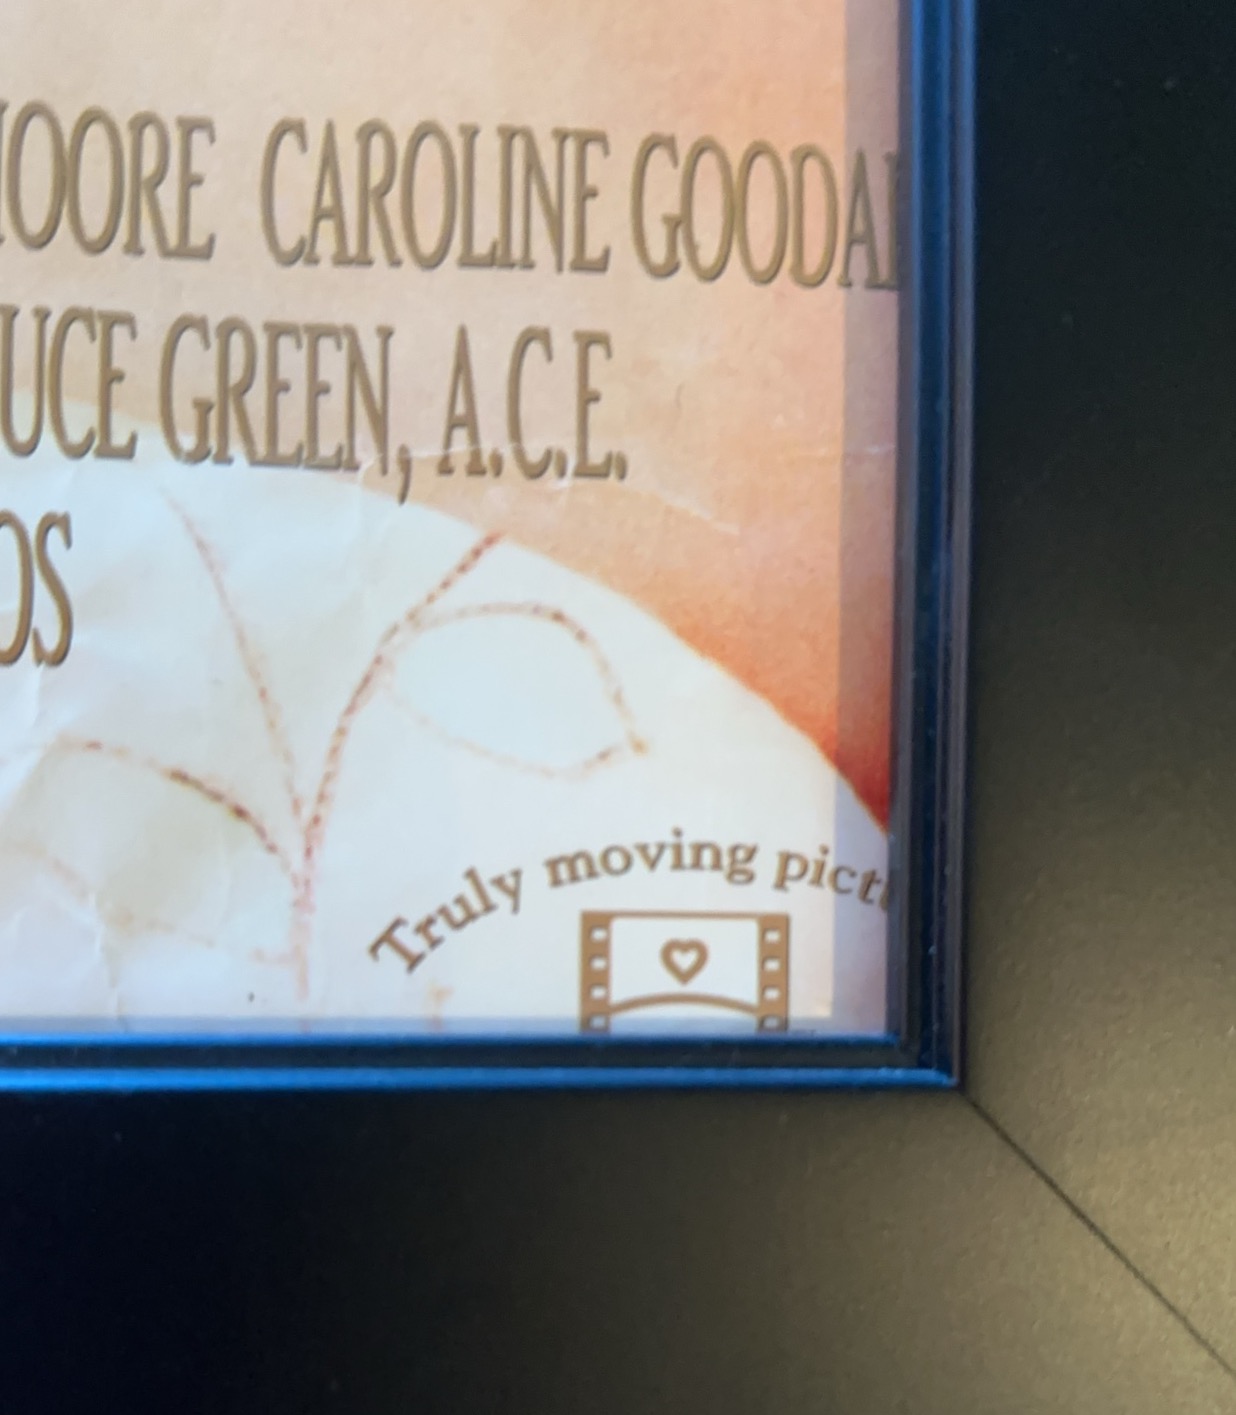 OORE CAROLINE GOODA
UCE GREEN, A.C.E.
OS
Truly moving pict